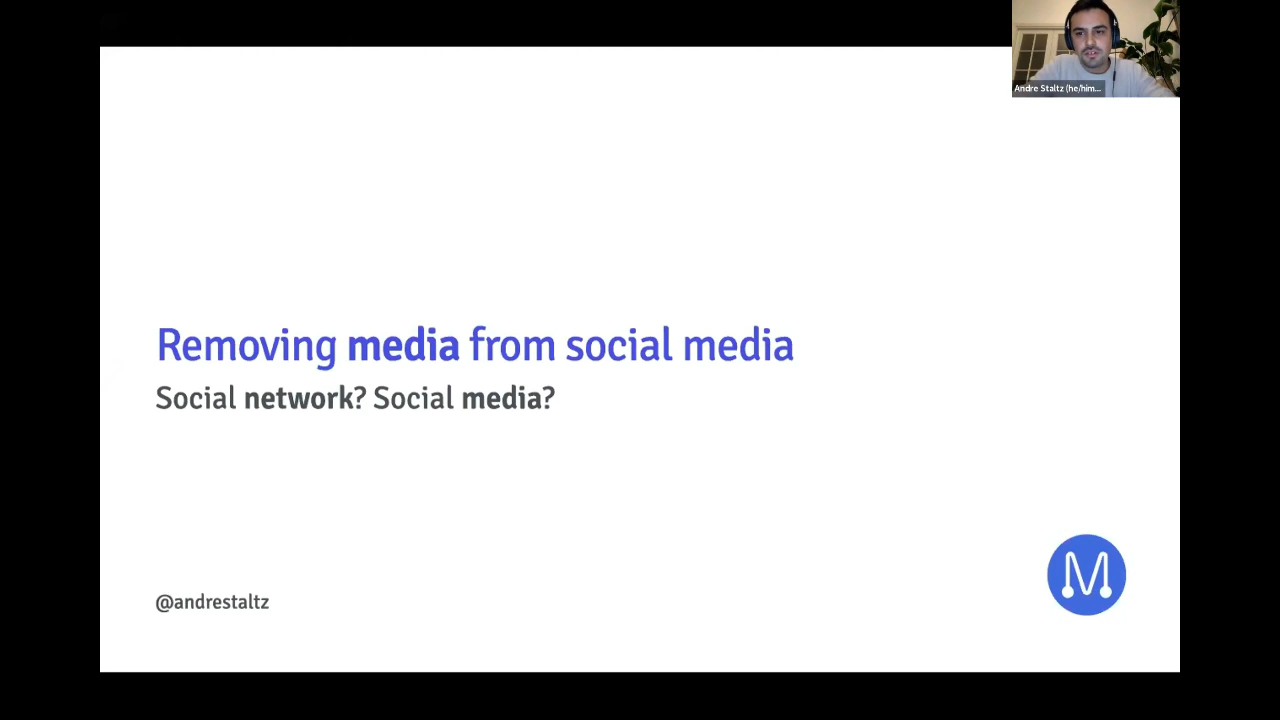 Andre Staltz (he/him...
Removing media from social media
Social network? Social media?
@andrestaltz
M